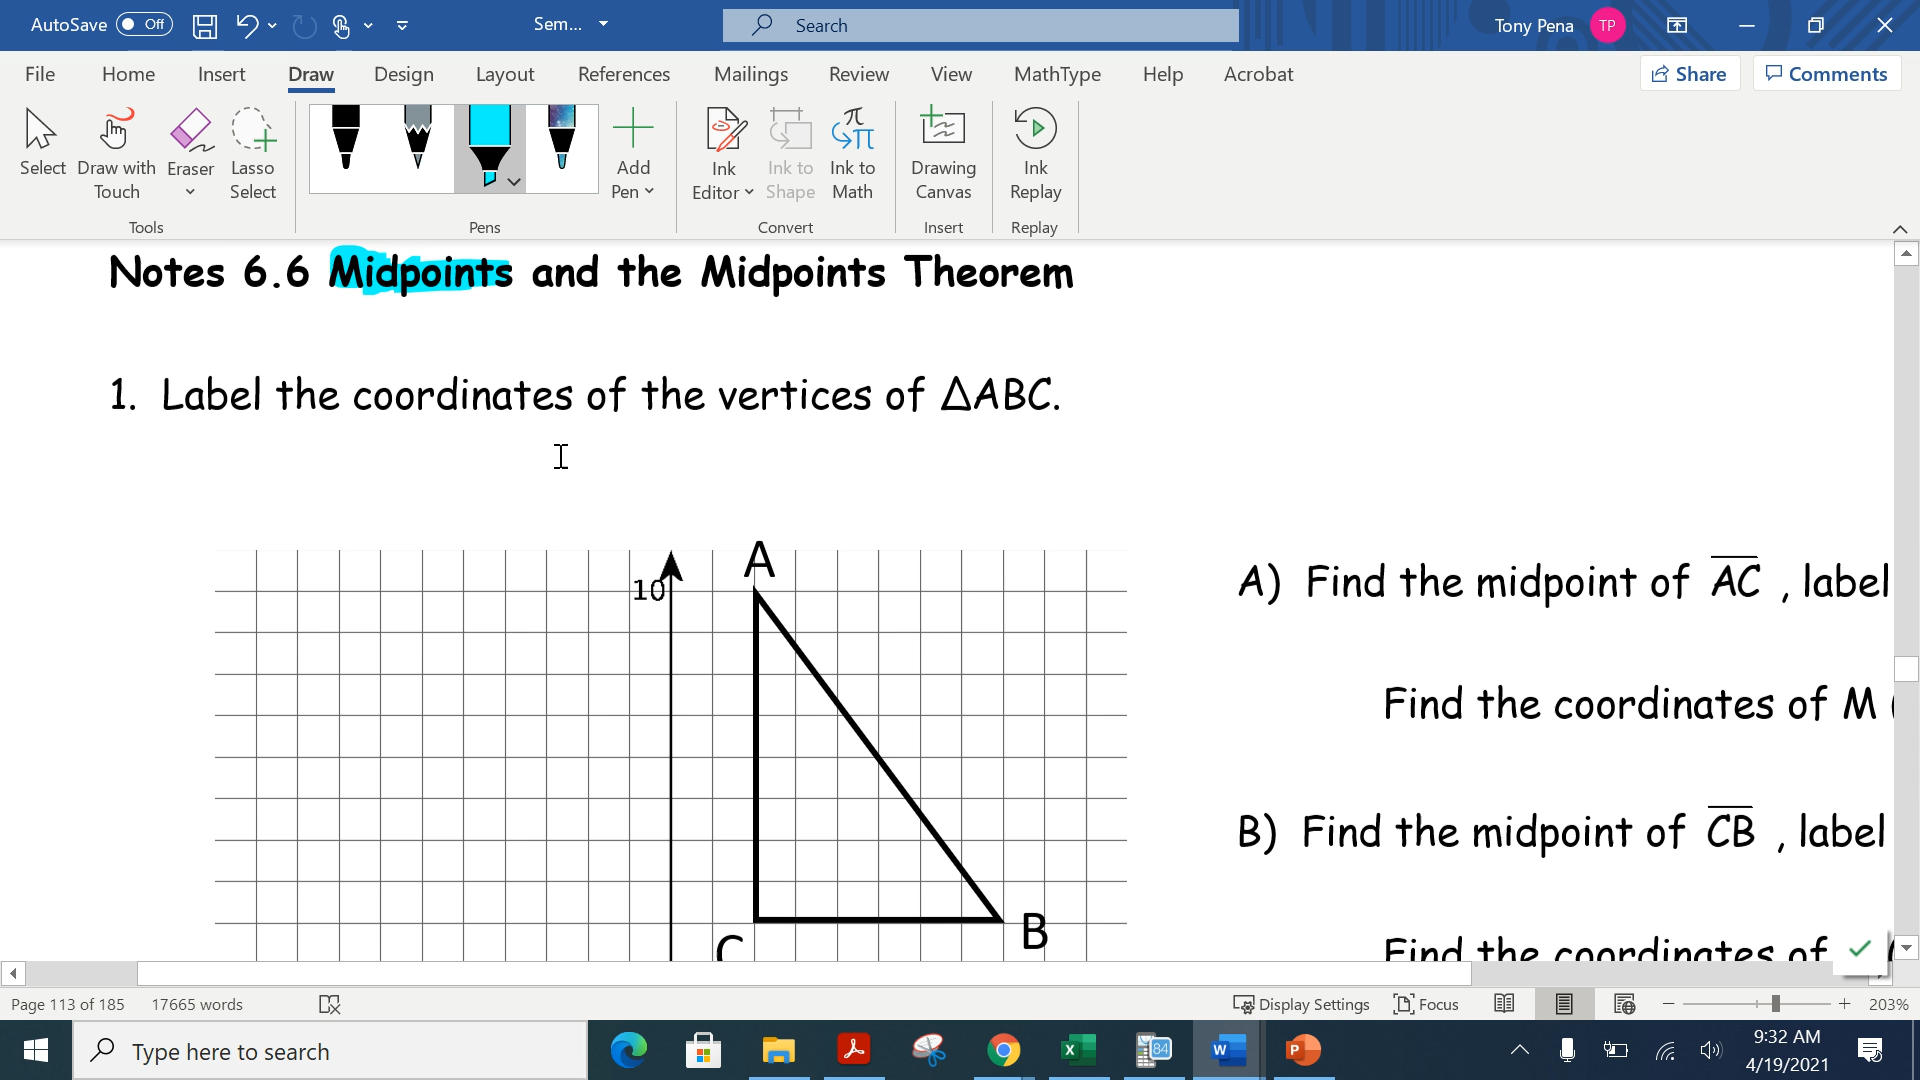 AutoSave Off Sem... Search Tony Pena TP
File Home Insert Draw Design Layout References Mailings Review View MathType Help Acrobat Share Comments
Select Draw with Touch Eraser Lasso Select Add Pen Ink Editor Ink to Shape Ink to Math Drawing Canvas Ink Replay
Tools Pens Convert Insert Replay
Notes 6.6 Midpoints and the Midpoints Theorem
1. Label the coordinates of the vertices of ΔABC.
A
10
A) Find the midpoint of AC , label
Find the coordinates of M (
B) Find the midpoint of CB , label
B
C
Find the coordinates of
Page 113 of 185 17665 words Display Settings Focus 203%
Type here to search 84 9:32 AM
4/19/2021